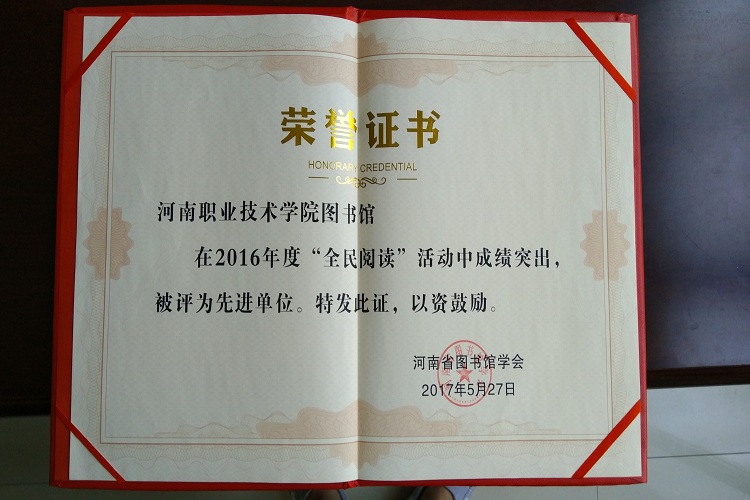 荣誉证书
HONORARY CREDENTIAL
河南职业技术学院图书馆
在2016年度“全民阅读”活动中成绩突出，
被评为先进单位。特发此证，以资鼓励。
河南省图书馆学会
2017年5月27日